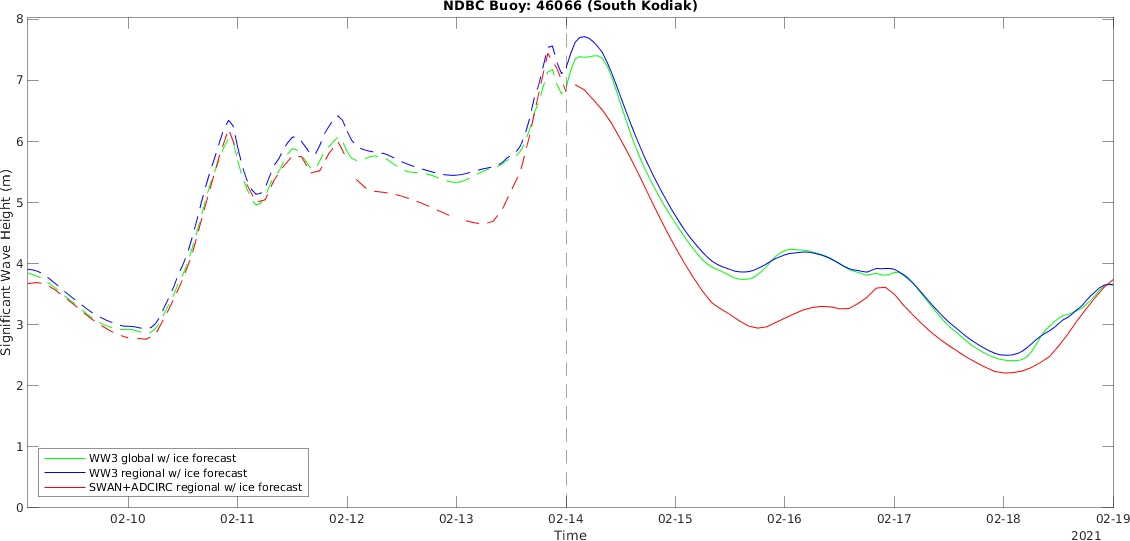 NDBC Buoy: 46066 (South Kodiak)
8
7
6
5
4
3
2
1
0
Significant Wave Height (m)
WW3 global w/ ice forecast
WW3 regional w/ ice forecast
SWAN+ADCIRC regional w/ ice forecast
02-10 02-11 02-12 02-13 02-14 02-15 02-16 02-17 02-18 02-19
Time
2021